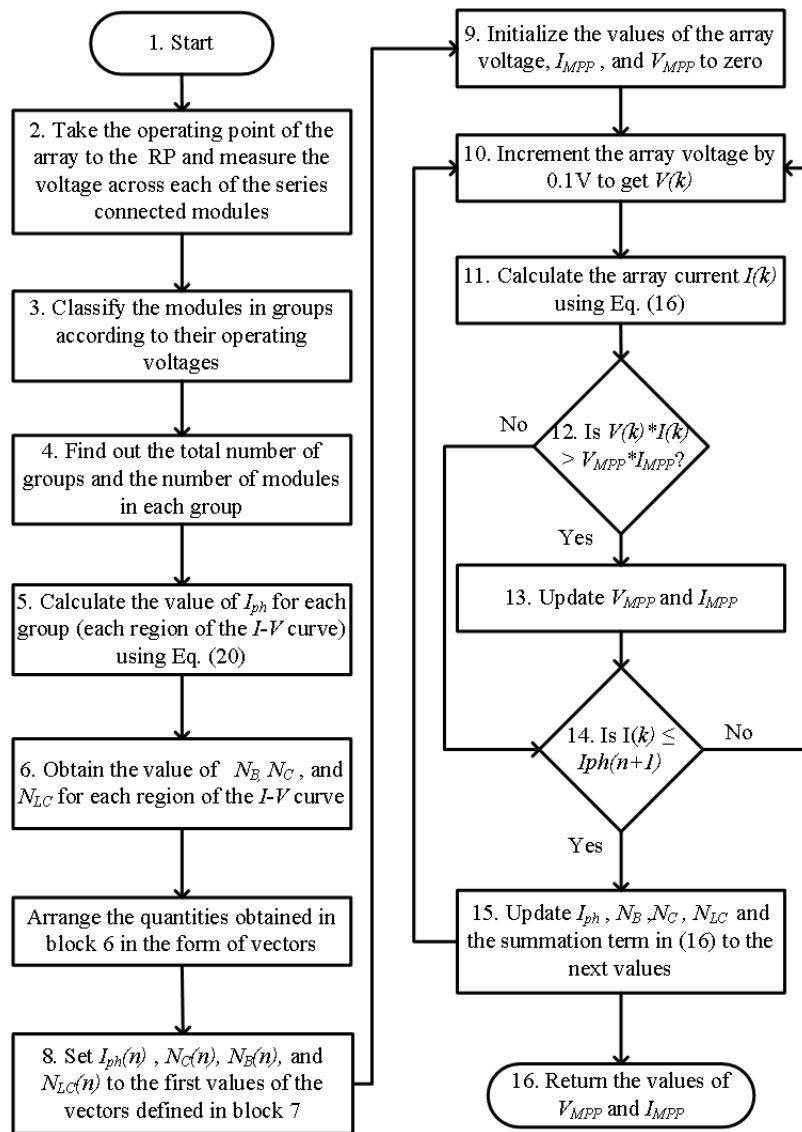 1. Start
2. Take the operating point of the
array to the RP and measure the
voltage across each of the series
connected modules
3. Classify the modules in groups
according to their operating
voltages
4. Find out the total number of
groups and the number of modules
in each group
5. Calculate the value of Iph for each
group (each region of the I-V curve)
using Eq. (20)
6. Obtain the value of NB, NC , and
NLC for each region of the I-V curve
Arrange the quantities obtained in
block 6 in the form of vectors
8. Set Iph(n) , NC(n), NB(n), and
NLC(n) to the first values of the
vectors defined in block 7
9. Initialize the values of the array
voltage, IMPP , and VMPP to zero
10. Increment the array voltage by
0.1V to get V(k)
11. Calculate the array current I(k)
using Eq. (16)
No
12. Is V(k)*I(k)
> VMPP*IMPP?
Yes
13. Update VMPP and IMPP
14. Is I(k) ≤
Iph(n+1)
No
Yes
15. Update Iph , NB ,NC, NLC and
the summation term in (16) to the
next values
16. Return the values of
VMPP and IMPP